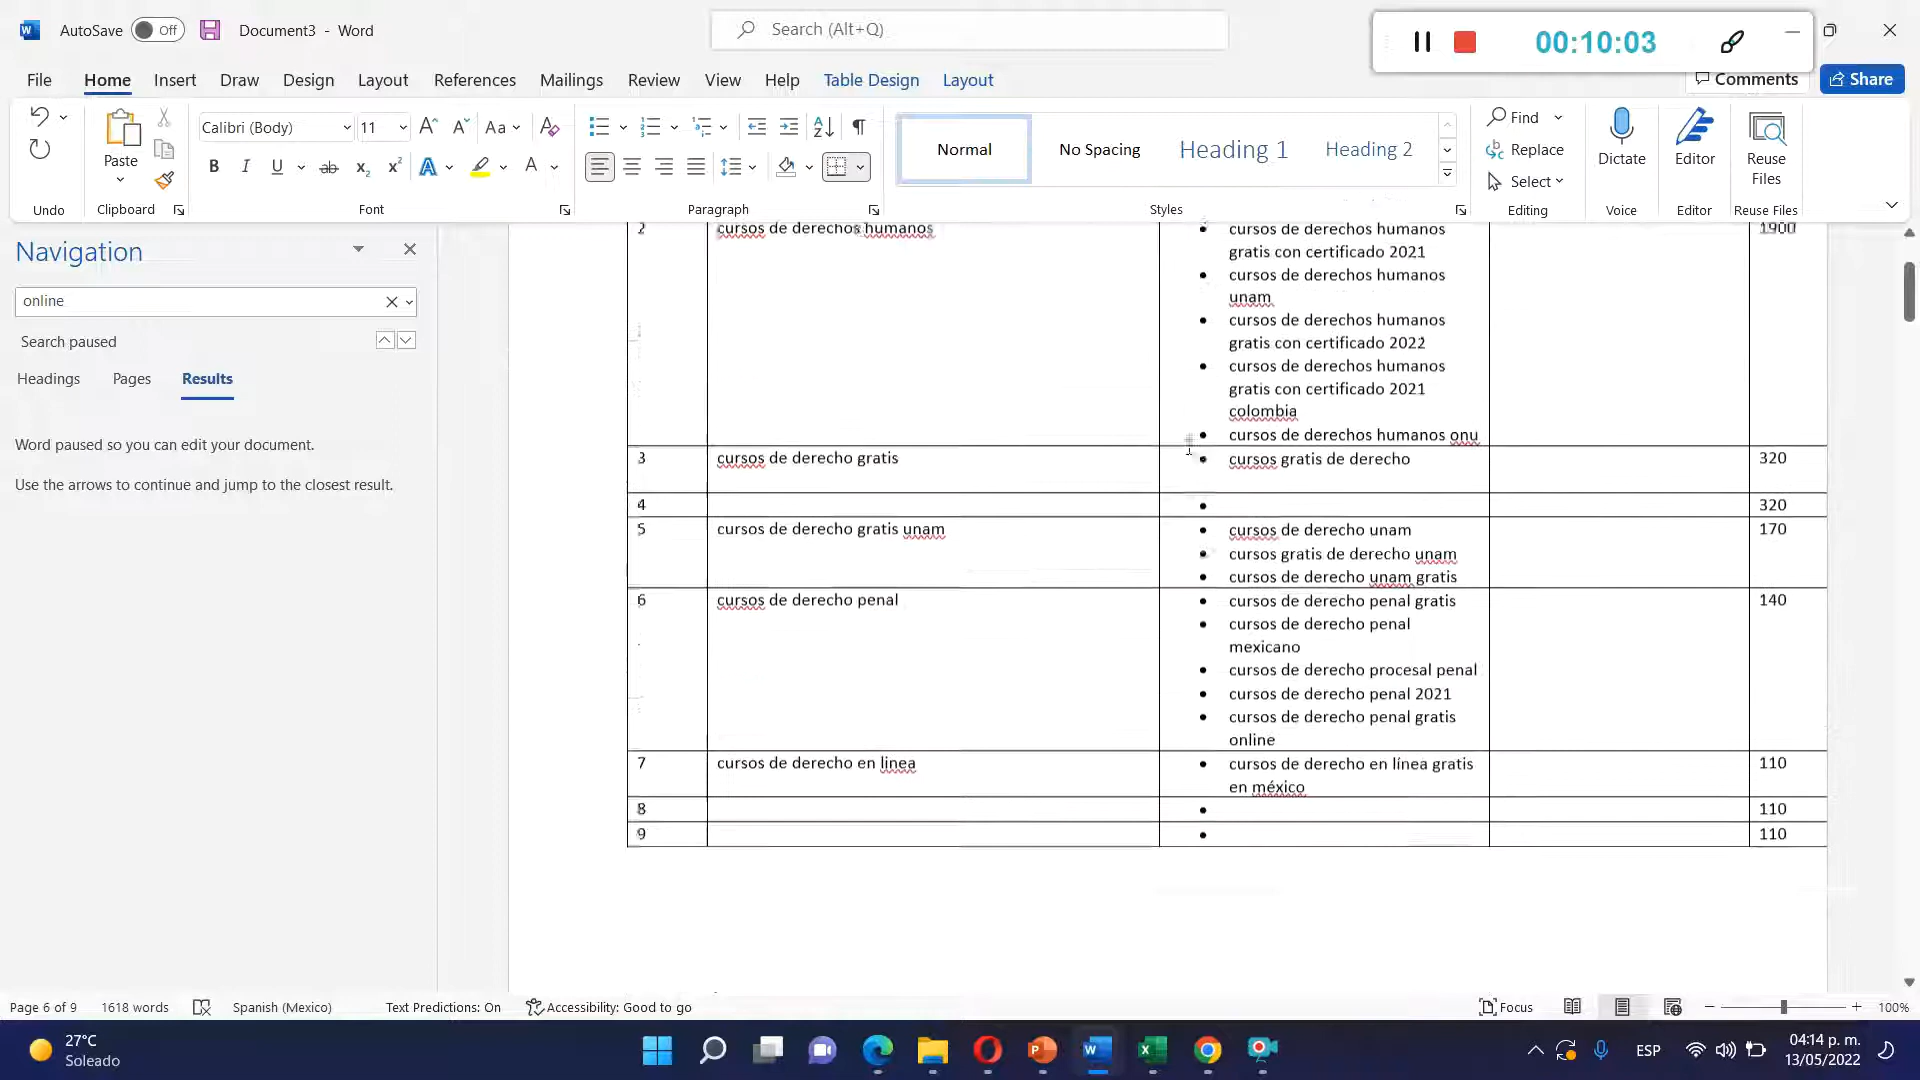 AutoSave Off Document3 - Word Search (Alt+Q) 00:10:03
File Home Insert Draw Design Layout References Mailings Review View Help Table Design Layout Comments Share
Paste
Calibri (Body) 11 Aa
Normal No Spacing Heading 1 Heading 2
Find
Replace
Select
Dictate
Editor
Reuse
Files
Undo Clipboard Font Paragraph Styles Editing Voice Editor Reuse Files
Navigation
online
Search paused
Headings Pages Results
Word paused so you can edit your document.
Use the arrows to continue and jump to the closest result.
2 cursos de derechos humanos 1900
cursos de derechos humanos
gratis con certificado 2021
cursos de derechos humanos
unam
cursos de derechos humanos
gratis con certificado 2022
cursos de derechos humanos
gratis con certificado 2021
colombia
cursos de derechos humanos onu
3 cursos de derecho gratis cursos gratis de derecho 320
4 320
5 cursos de derecho gratis unam cursos de derecho unam 170
cursos gratis de derecho unam
cursos de derecho unam gratis
6 cursos de derecho penal cursos de derecho penal gratis 140
cursos de derecho penal
mexicano
cursos de derecho procesal penal
cursos de derecho penal 2021
cursos de derecho penal gratis
online
7 cursos de derecho en linea cursos de derecho en línea gratis 110
en méxico
8 110
9 110
Page 6 of 9 1618 words Spanish (Mexico) Text Predictions: On Accessibility: Good to go Focus 100%
27°C
Soleado
ESP
04:14 p. m.
13/05/2022